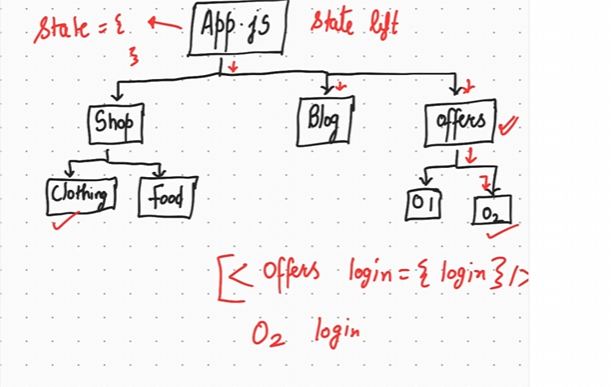 State = { App.js State lift
}
Shop Blog offers
Clothing Food O1 O2
[< Offers login = { login } />
O2 login